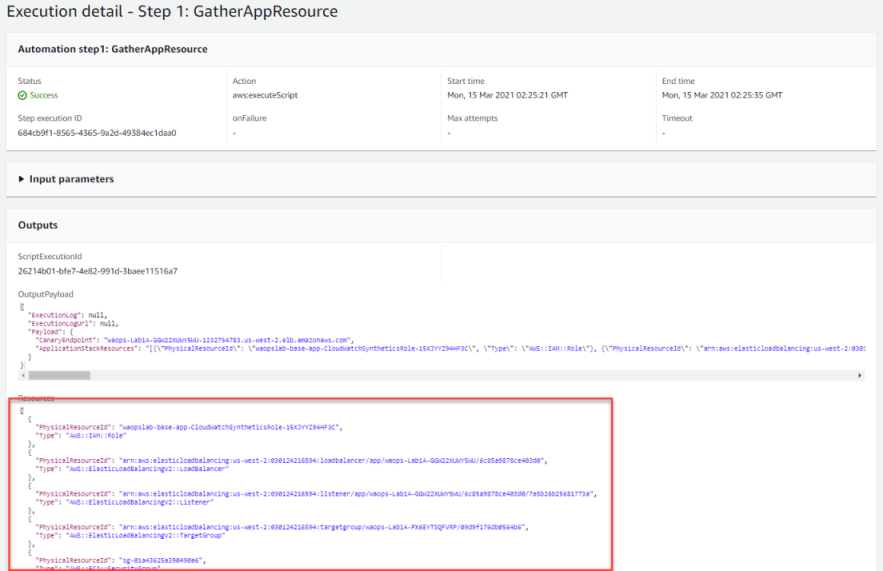 Execution detail - Step 1: GatherAppResource
Automation step1: GatherAppResource
Status
Success
Action
aws:executeScript
Start time
Mon, 15 Mar 2021 02:25:21 GMT
End time
Mon, 15 Mar 2021 02:25:35 GMT
Step execution ID
684cb9f1-8565-4365-9a2d-49384ec1daa0
onFailure
-
Max attempts
-
Timeout
-
Input parameters
Outputs
ScriptExecutionId
26214b01-bfe7-4e82-991d-3baee11516a7
OutputPayload
{
"ExecutionLog": null,
"ExecutionLogUrl": null,
"Payload": {
"CanaryEndpoint": "waops-Lab1A-GGW22XUWY5WU-1232754783.us-west-2.elb.amazonaws.com",
"ApplicationStackResources": "[{\"PhysicalResourceId\": \"waopslab-base-app-CloudWatchSyntheticsRole-15XJYYZ94HF3C\", \"Type\": \"AWS::IAM::Role\"}, {\"PhysicalResourceId\": \"arn:aws:elasticloadbalancing:us-west-2:0301
}
}
Resources
[
{
"PhysicalResourceId": "waopslab-base-app-CloudWatchSyntheticsRole-15XJYYZ94HF3C",
"Type": "AWS::IAM::Role"
},
{
"PhysicalResourceId": "arn:aws:elasticloadbalancing:us-west-2:030124216594:loadbalancer/app/waops-Lab1A-GGW22XUWY5WU/6c85a9878ce403d0",
"Type": "AWS::ElasticLoadBalancingV2::LoadBalancer"
},
{
"PhysicalResourceId": "arn:aws:elasticloadbalancing:us-west-2:030124216594:listener/app/waops-Lab1A-GGW22XUWY5WU/6c85a9878ce403d0/7a5b26b25681773a",
"Type": "AWS::ElasticLoadBalancingV2::Listener"
},
{
"PhysicalResourceId": "arn:aws:elasticloadbalancing:us-west-2:030124216594:targetgroup/waops-Lab1A-PX6EYTSQFVRP/09d9f176db0564b6",
"Type": "AWS::ElasticLoadBalancingV2::TargetGroup"
},
{
"PhysicalResourceId": "sg-01a43625a390490a6",
"Type": "AWS::EC2::SecurityGroup"